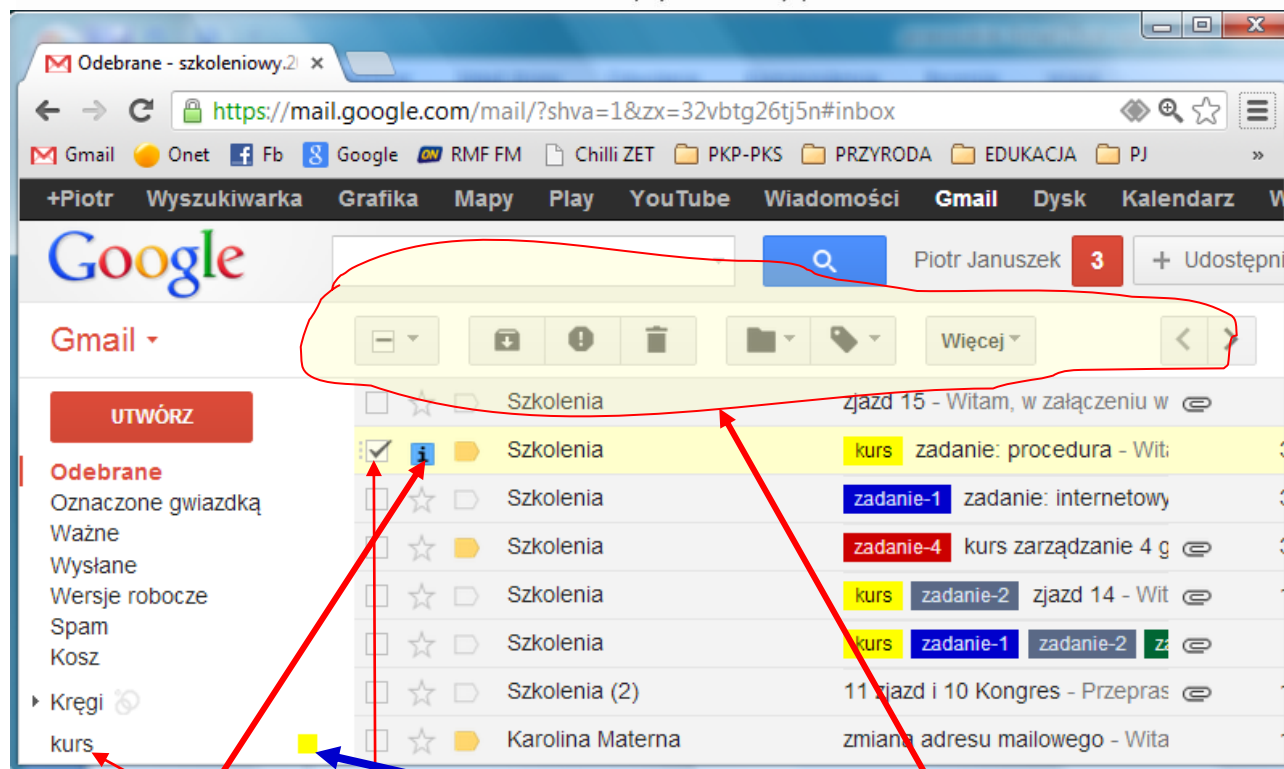 Odebrane - szkoleniowy.2
https://mail.google.com/mail/?shva=1&zx=32vbtg26tj5n#inbox
Gmail Onet Fb Google RMF FM Chilli ZET PKP-PKS PRZYRODA EDUKACJA PJ »
+Piotr Wyszukiwarka Grafika Mapy Play YouTube Wiadomości Gmail Dysk Kalendarz
Google Piotr Januszek 3 + Udostępni
Gmail Więcej
UTWÓRZ
Odebrane
Oznaczone gwiazdką
Ważne
Wysłane
Wersje robocze
Spam
Kosz
Kręgi
kurs
Szkolenia zjazd 15 - Witam, w załączeniu w
Szkolenia kurs zadanie: procedura - Wita
Szkolenia zadanie-1 zadanie: internetowy
Szkolenia zadanie-4 kurs zarządzanie 4 g
Szkolenia kurs zadanie-2 zjazd 14 - Wit
Szkolenia kurs zadanie-1 zadanie-2
Szkolenia (2) 11 zjazd i 10 Kongres - Przepras
Karolina Materna zmiana adresu mailowego - Wita